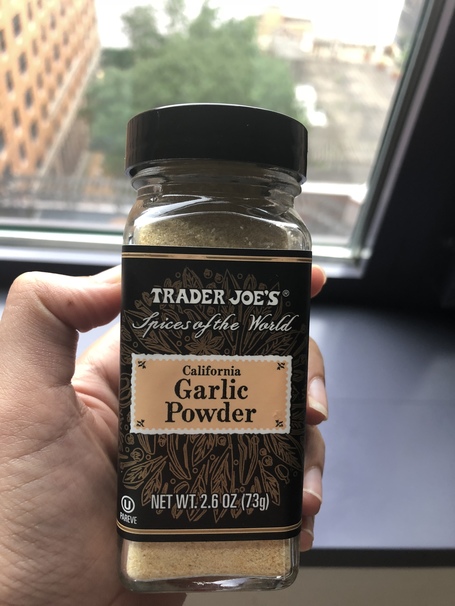 TRADER JOE'S®
Spices of the World
California
Garlic
Powder
NET WT. 2.6 OZ (73g)
U
PAREVE